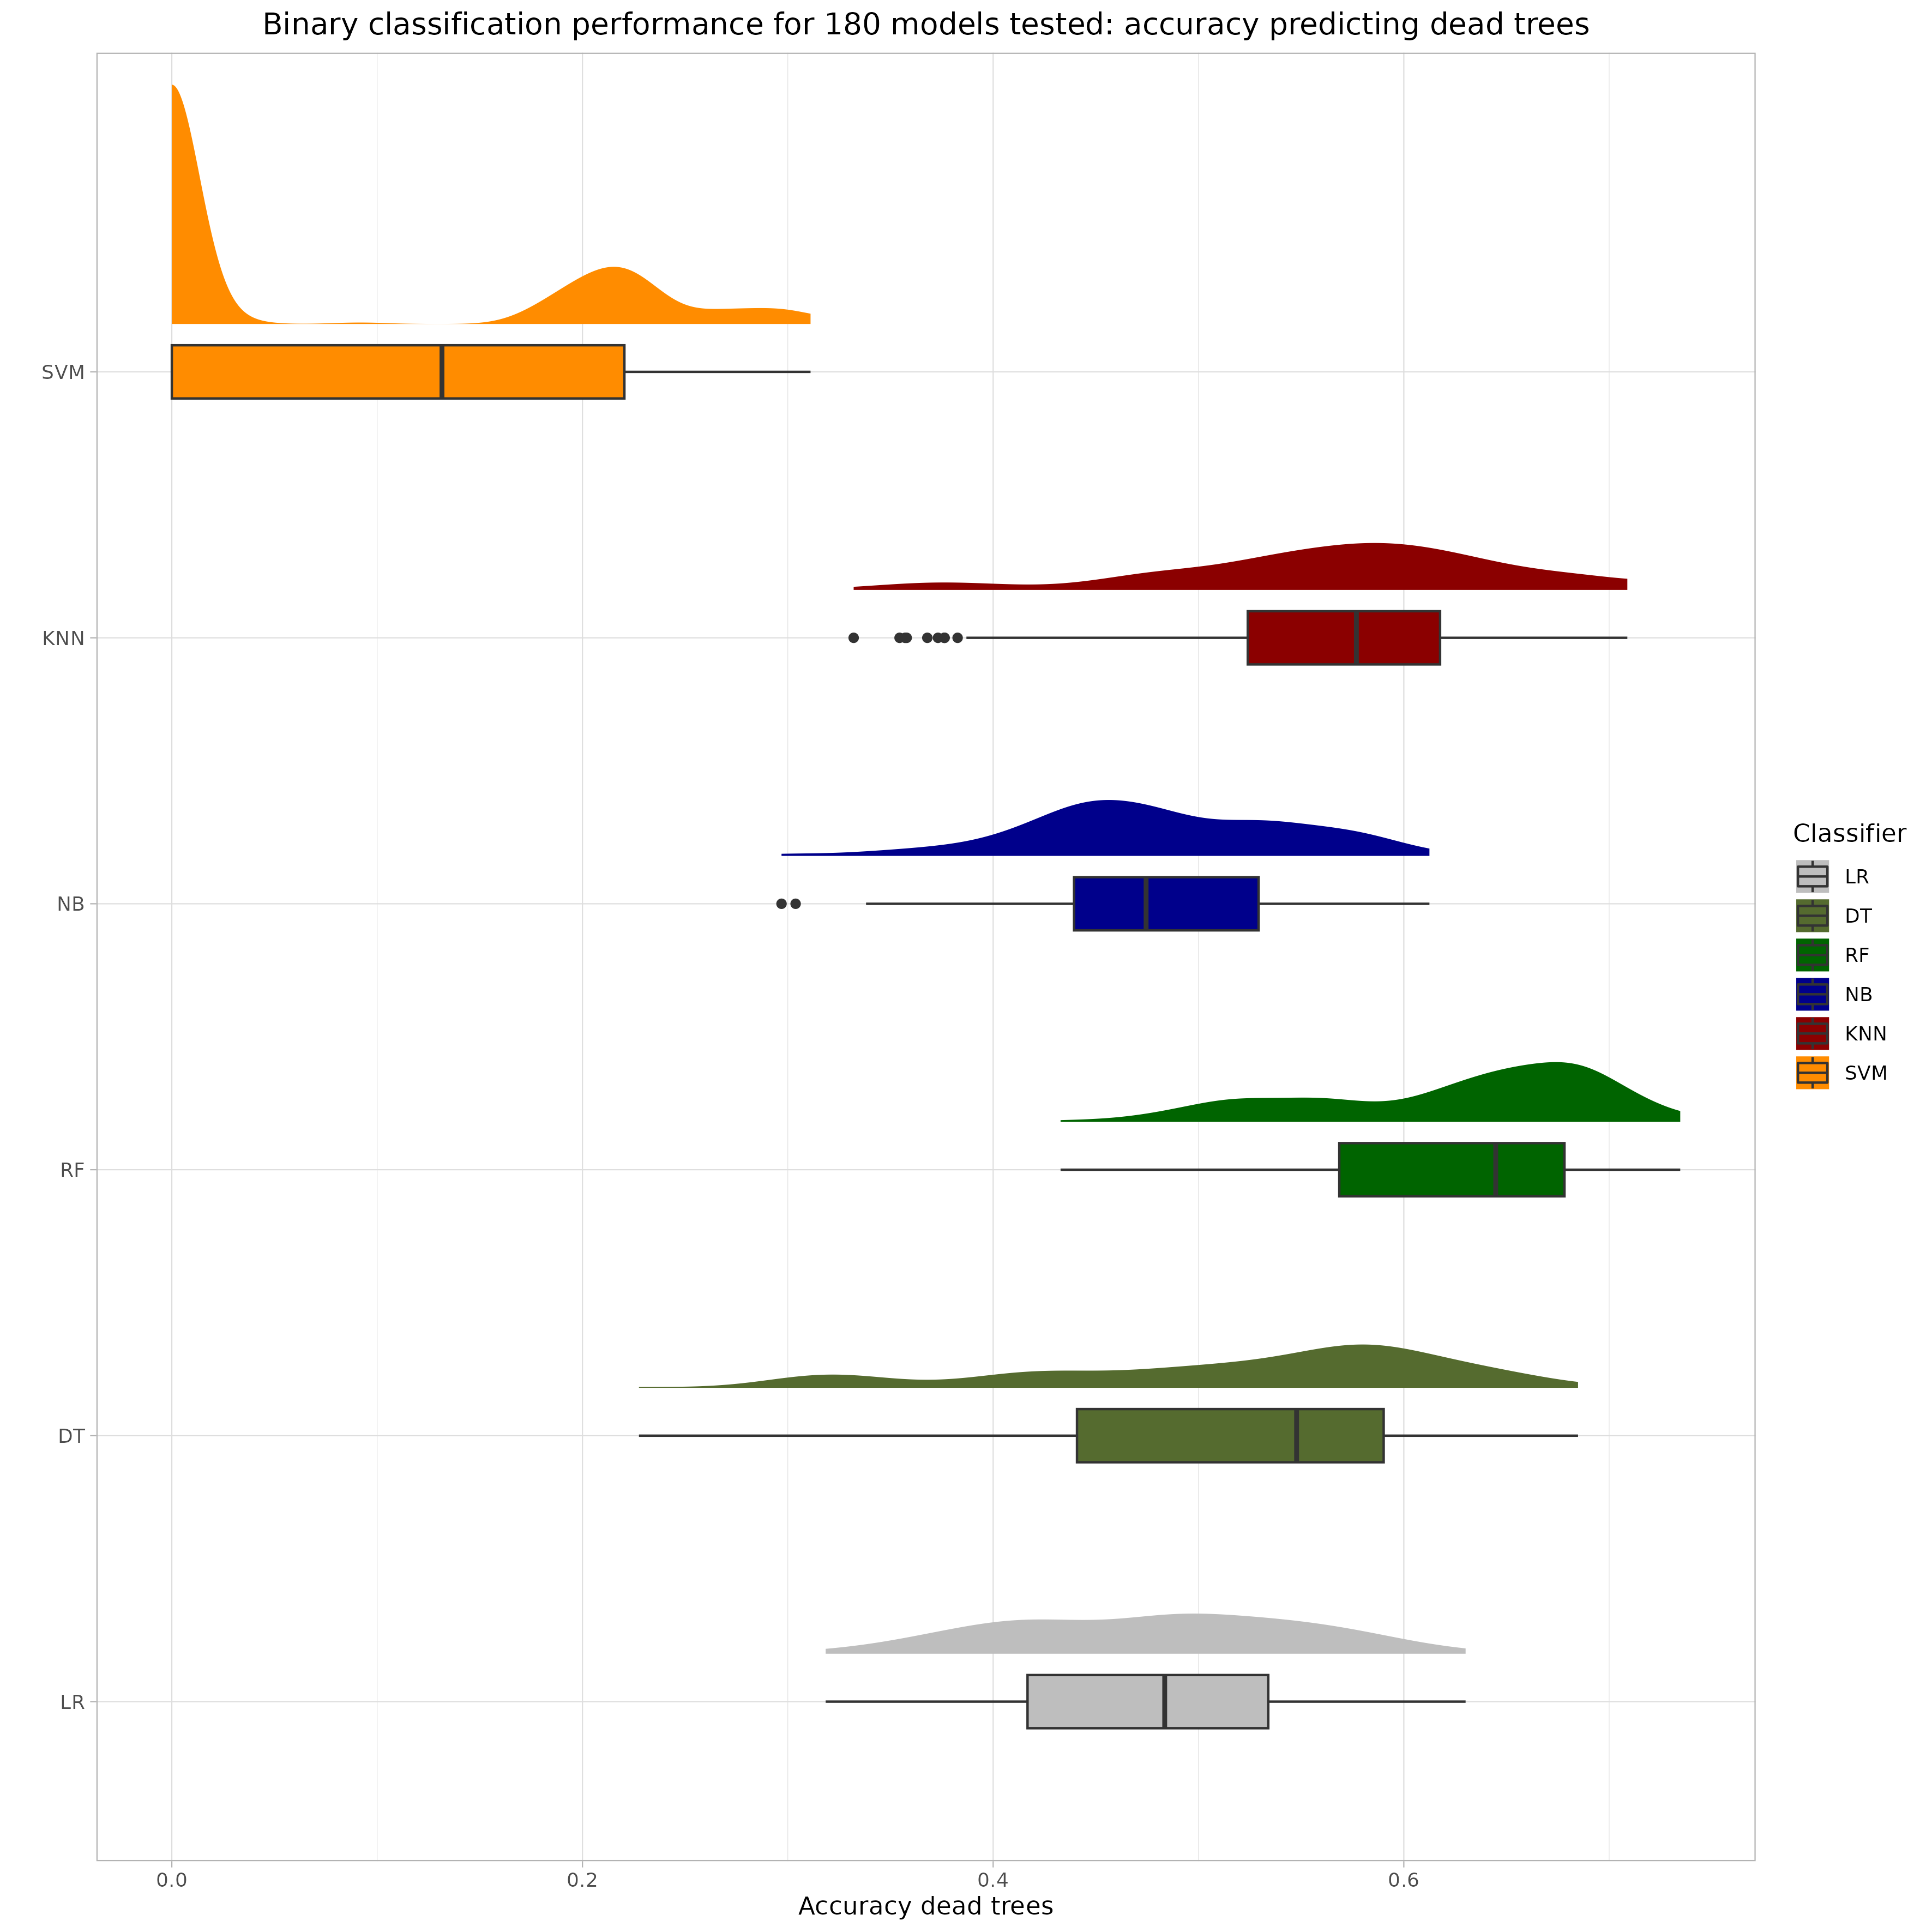 Binary classification performance for 180 models tested: accuracy predicting dead trees
SVM
KNN
NB
RF
DT
LR
0.0
0.2
0.4
0.6
Accuracy dead trees
Classifier
LR
DT
RF
NB
KNN
SVM